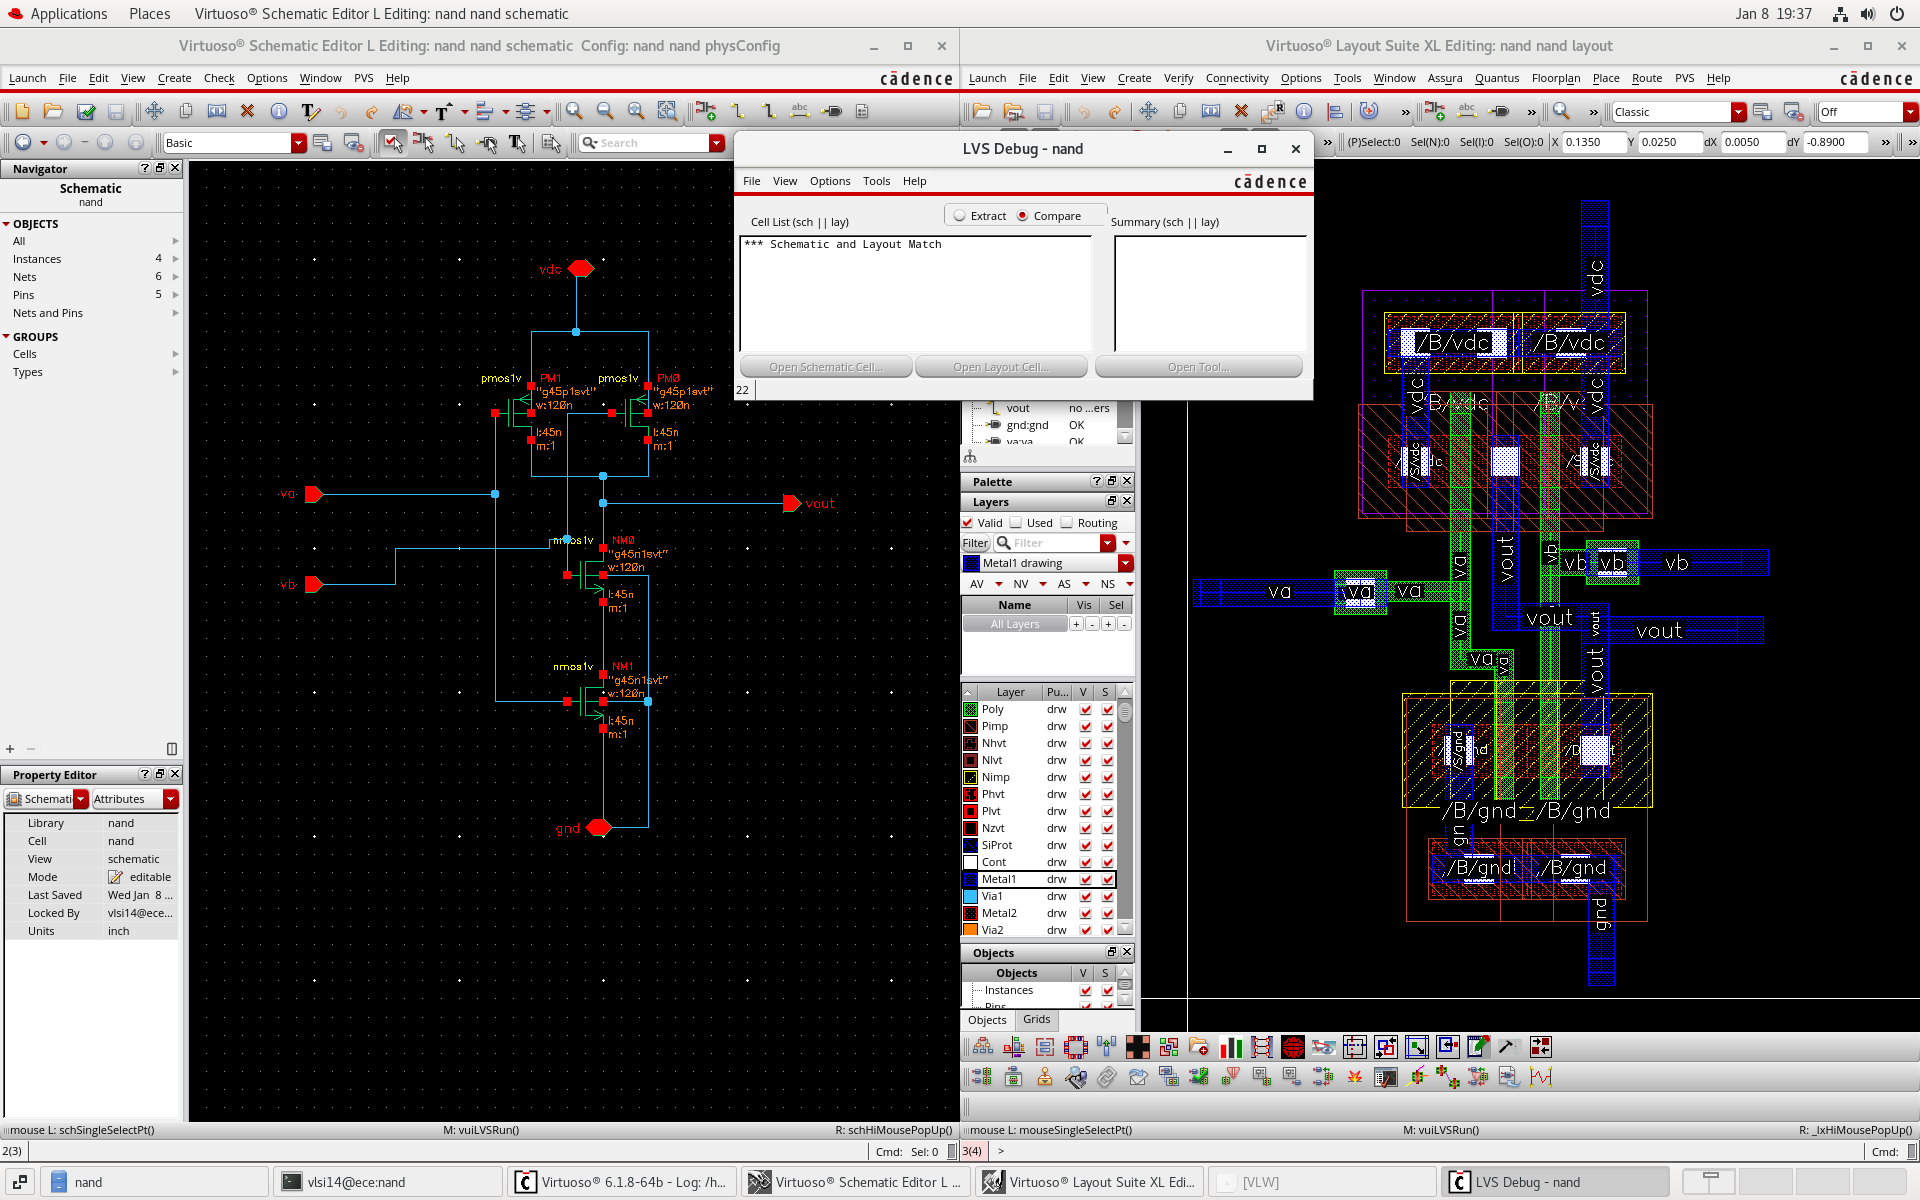 Applications Places Virtuoso® Schematic Editor L Editing: nand nand schematic Jan 8 19:37
Virtuoso® Schematic Editor L Editing: nand nand schematic Config: nand nand physConfig
Launch File Edit View Create Check Options Window PVS Help cādence
Basic
Search
Navigator
Schematic
nand
OBJECTS
All
Instances 4
Nets 6
Pins 5
Nets and Pins
GROUPS
Cells
Types
Property Editor
Schemati Attributes
Library nand
Cell nand
View schematic
Mode editable
Last Saved Wed Jan 8 ...
Locked By vlsi14@ece...
Units inch
vdc
pmos1v PM1
"g45p1svt"
w:120n
l:45n
m:1
pmos1v PM0
"g45p1svt"
w:120n
l:45n
m:1
va
vout
vb
nmos1v NM0
"g45n1svt"
w:120n
l:45n
m:1
nmos1v NM1
"g45n1svt"
w:120n
l:45n
m:1
gnd
mouse L: schSingleSelectPt() M: vuiLVSRun() R: schHiMousePopUp()
2(3) Cmd: Sel: 0
Virtuoso® Layout Suite XL Editing: nand nand layout
Launch File Edit View Create Verify Connectivity Options Tools Window Assura Quantus Floorplan Place Route PVS Help cādence
Classic Off
(P)Select:0 Sel(N):0 Sel(I):0 Sel(O):0 X 0.1350 Y 0.0250 dX 0.0050 dY -0.8900
LVS Debug - nand
File View Options Tools Help cādence
Extract Compare
Cell List (sch || lay) Summary (sch || lay)
*** Schematic and Layout Match
Open Schematic Cell... Open Layout Cell... Open Tool...
22
vout no ...ers
gnd:gnd OK
va:va OK
Palette
Layers
Valid Used Routing
Filter Filter
Metal1 drawing
AV NV AS NS
Name Vis Sel
All Layers + - + -
Layer Pu... V S
Poly drw
Pimp drw
Nhvt drw
Nlvt drw
Nimp drw
Phvt drw
Plvt drw
Nzvt drw
SiProt drw
Cont drw
Metal1 drw
Via1 drw
Metal2 drw
Via2 drw
Objects
Objects V S
Instances
Pins
Objects Grids
vdc
/B/vdc /B/vdc
vdc vdc
/S/vdc
va vout vb vb vb vb
va va va
va vout vout vout
va va vout
/S/gnd
/B/gnd /B/gnd
/B/gnd /B/gnd
gnd
mouse L: mouseSingleSelectPt() M: vuiLVSRun() R: _lxHiMousePopUp()
3(4) > Cmd:
nand
vlsi14@ece:nand
Virtuoso® 6.1.8-64b - Log: /h...
Virtuoso® Schematic Editor L ...
Virtuoso® Layout Suite XL Edi...
[VLW]
LVS Debug - nand